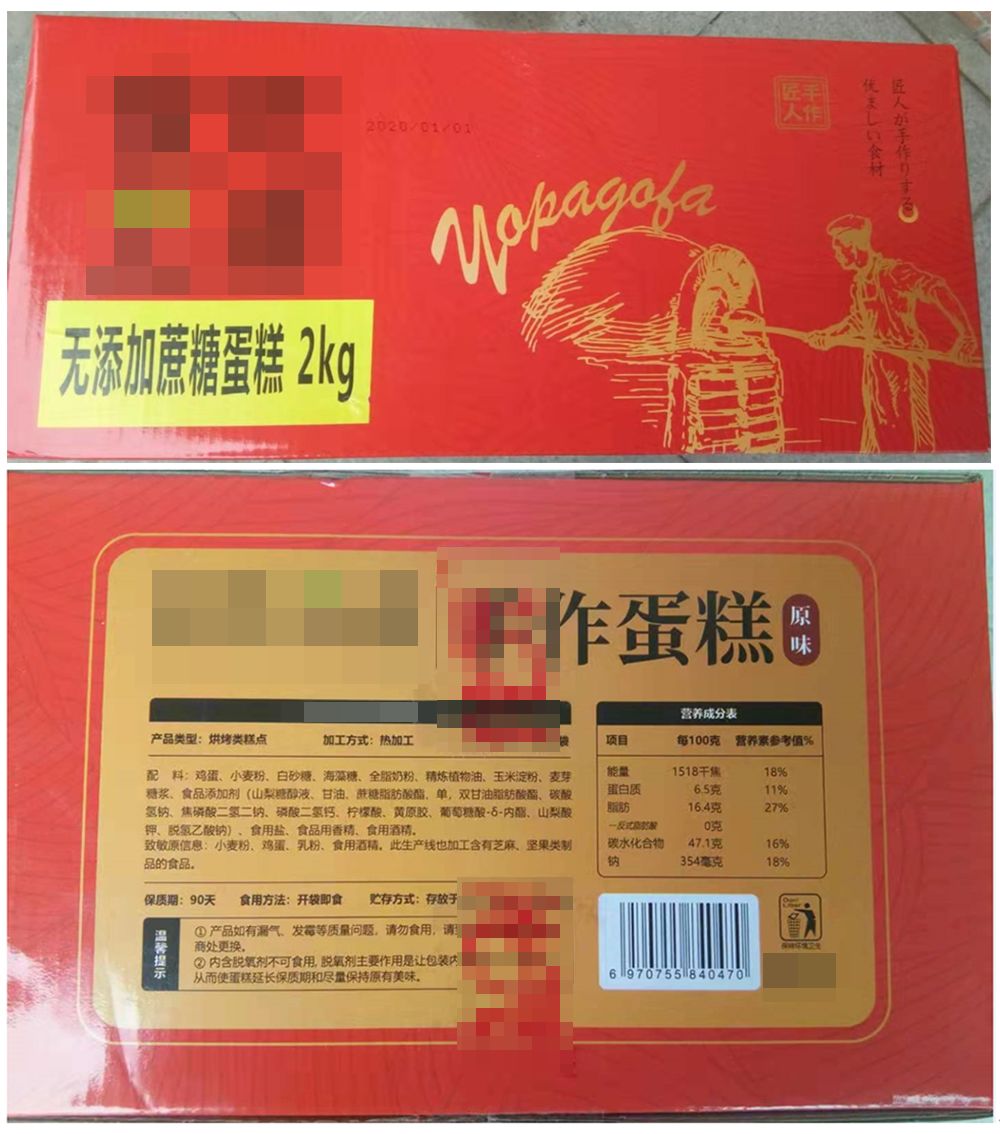 2020/01/01
手作
匠人
匠人が手作りする
優ましい食材
Yopagofa
无添加蔗糖蛋糕 2kg
作蛋糕
原味
产品类型：烘烤类糕点 加工方式：热加工 袋
配 料：鸡蛋、小麦粉、白砂糖、海藻糖、全脂奶粉、精炼植物油、玉米淀粉、麦芽
糖浆、食品添加剂（山梨糖醇液、甘油、蔗糖脂肪酸酯、单，双甘油脂肪酸酯、碳酸
氢钠、焦磷酸二氢二钠、磷酸二氢钙、柠檬酸、黄原胶、葡萄糖酸-δ-内酯、山梨酸
钾、脱氢乙酸钠）、食用盐、食品用香精、食用酒精。
致敏原信息：小麦粉、鸡蛋、乳粉、食用酒精。此生产线也加工含有芝麻、坚果类制
品的食品。
保质期：90天 食用方法：开袋即食 贮存方式：存放于
温馨提示
① 产品如有漏气、发霉等质量问题，请勿食用，请
商处更换。
② 内含脱氧剂不可食用, 脱氧剂主要作用是让包装内
从而使蛋糕延长保质期和尽量保持原有美味。
营养成分表
项目 每100克 营养素参考值%
能量 1518千焦 18%
蛋白质 6.5克 11%
脂肪 16.4克 27%
—反式脂肪酸 0克
碳水化合物 47.1克 16%
钠 354毫克 18%
6 970755 840470
Don't
Litter
保持环境卫生